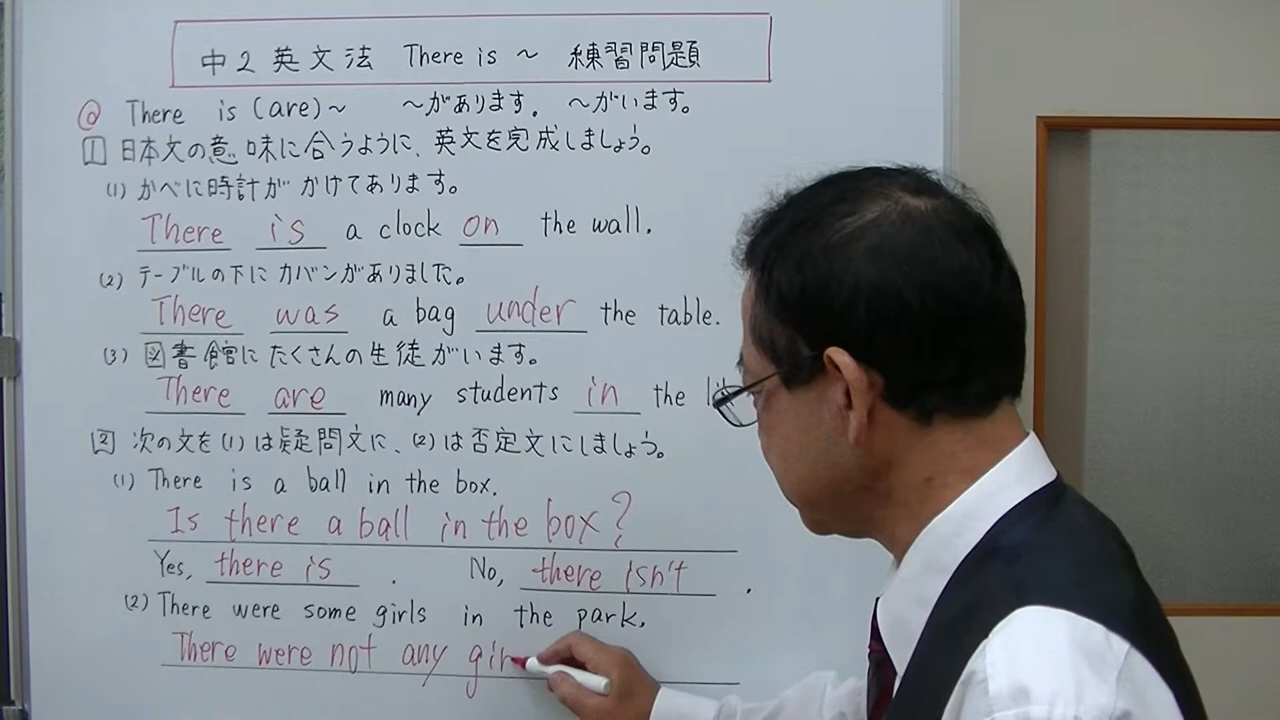 中2英文法 There is ～ 練習問題
◎ There is (are)～ ～があります. ～がいます。
1 日本文の意味に合うように、英文を完成しましょう。
(1) かべに時計が かけてあります。
There is a clock on the wall.
(2) テーブルの下にカバンがありました。
There was a bag under the table.
(3) 図書館にたくさんの生徒がいます。
There are many students in the
2 次の文を(1)は疑問文に、(2)は否定文にしましょう。
(1) There is a ball in the box.
Is there a ball in the box?
Yes, there is . No, there isn't .
(2) There were some girls in the park.
There were not any gir